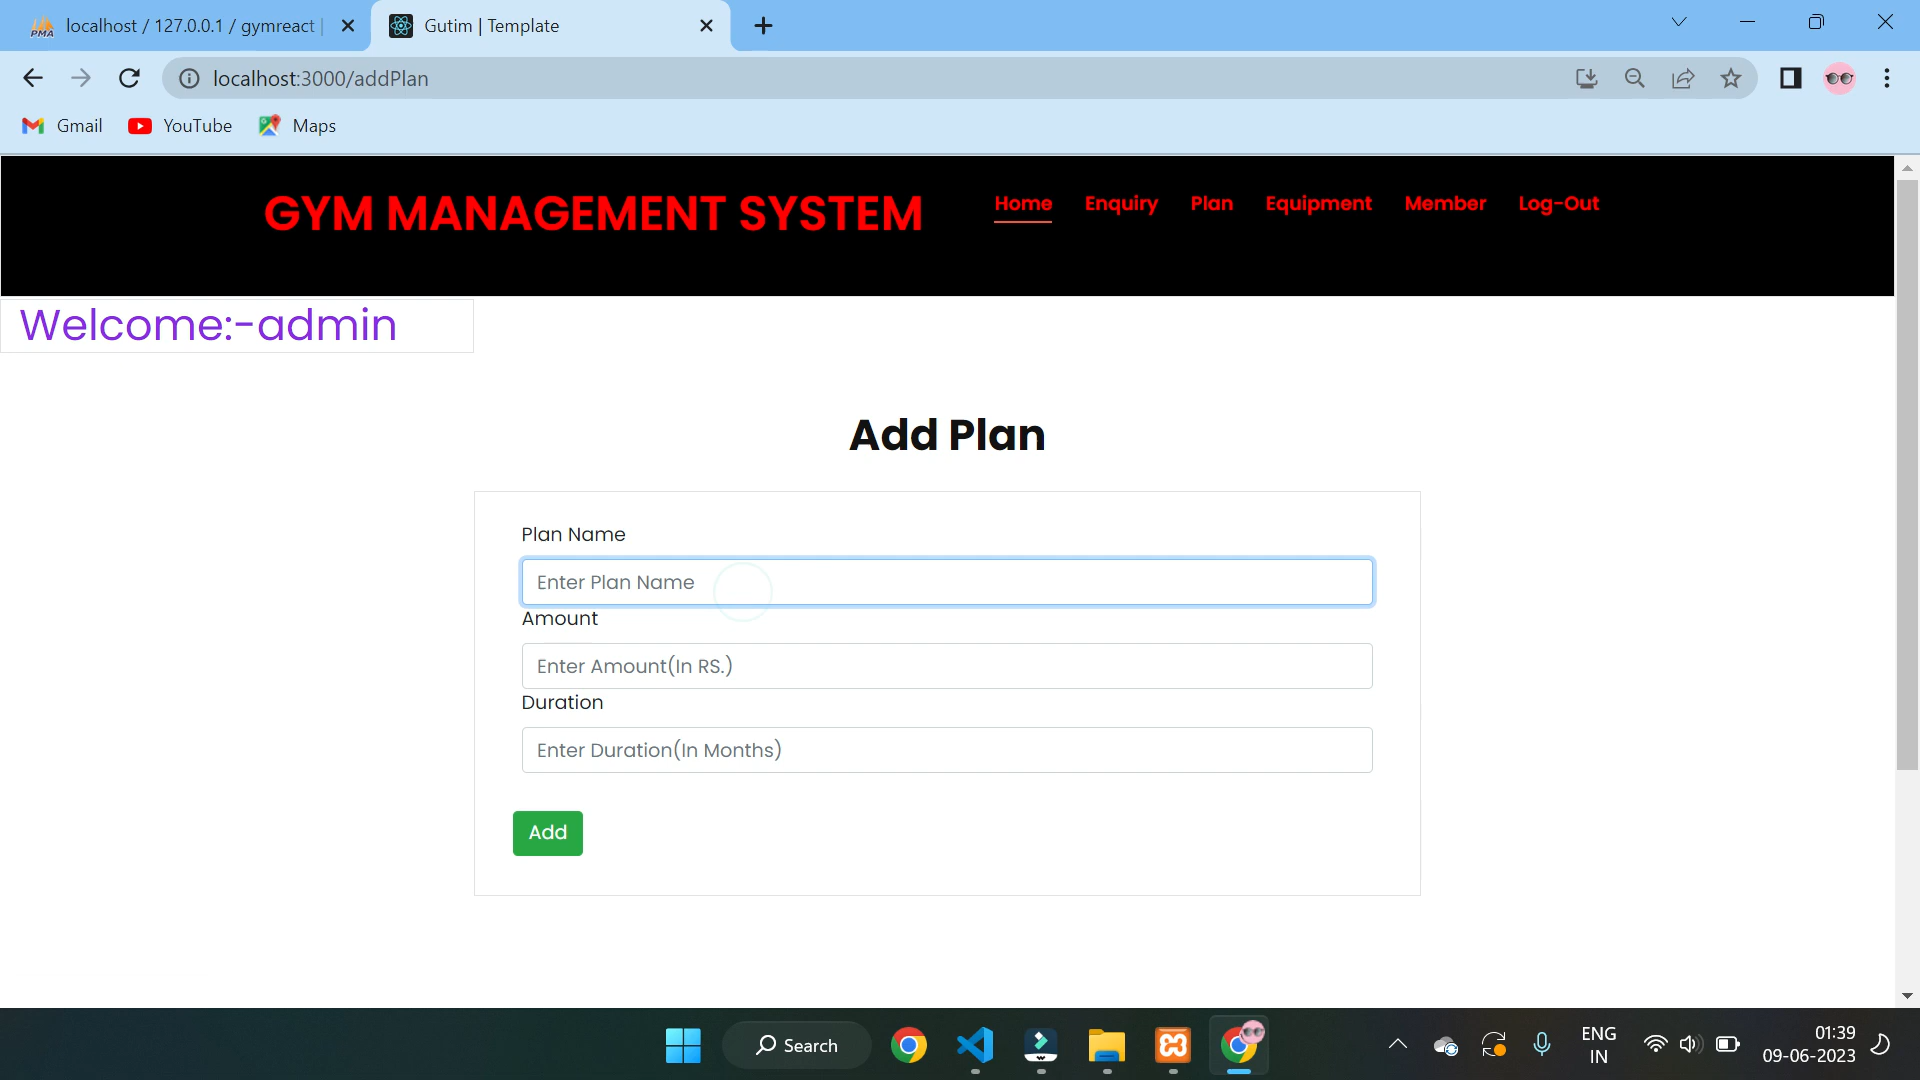 localhost / 127.0.0.1 / gymreact |
Gutim | Template
localhost:3000/addPlan
Gmail
YouTube
Maps
GYM MANAGEMENT SYSTEM
Home
Enquiry
Plan
Equipment
Member
Log-Out
Welcome:-admin
Add Plan
Plan Name
Enter Plan Name
Amount
Enter Amount(In RS.)
Duration
Enter Duration(In Months)
Add
Search
ENG
IN
01:39
09-06-2023